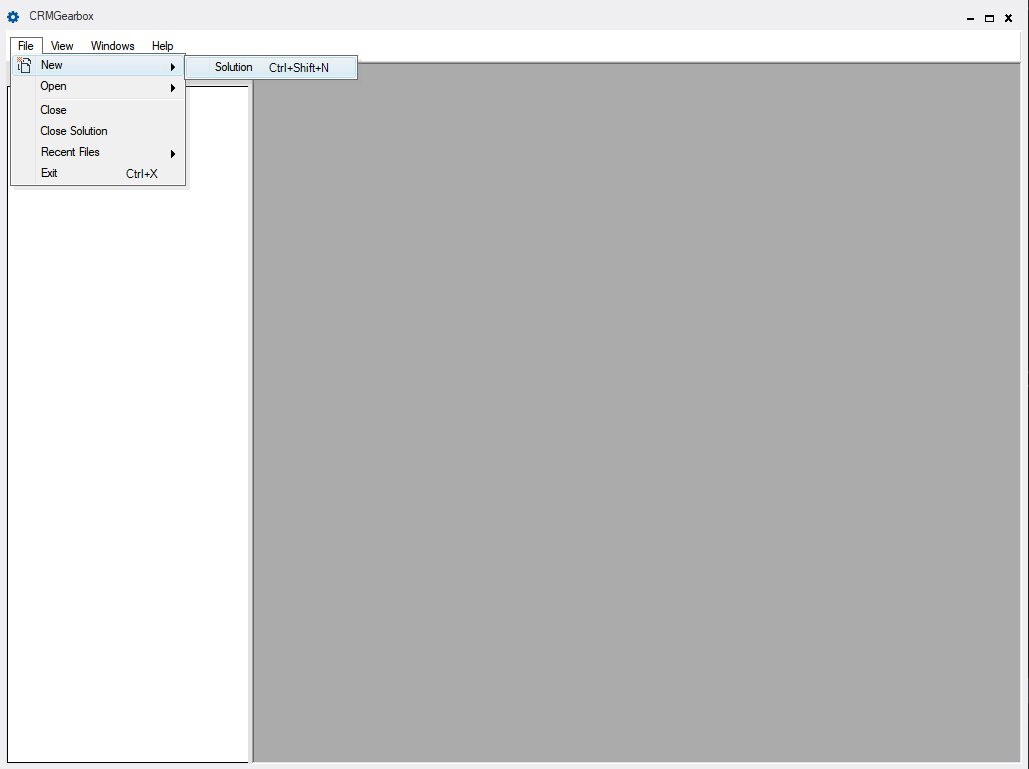 CRMGearbox
File View Windows Help
New Solution Ctrl+Shift+N
Open
Close
Close Solution
Recent Files
Exit Ctrl+X